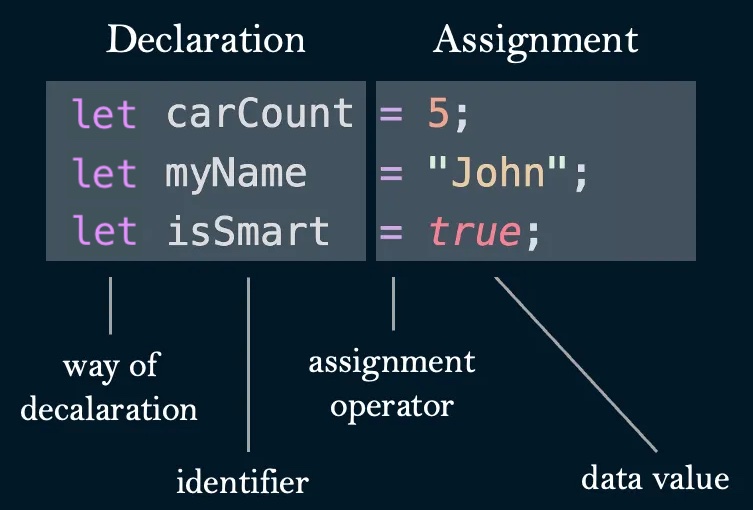 Declaration Assignment
let carCount = 5;
let myName = "John";
let isSmart = true;
way of
decalaration
assignment
operator
identifier
data value